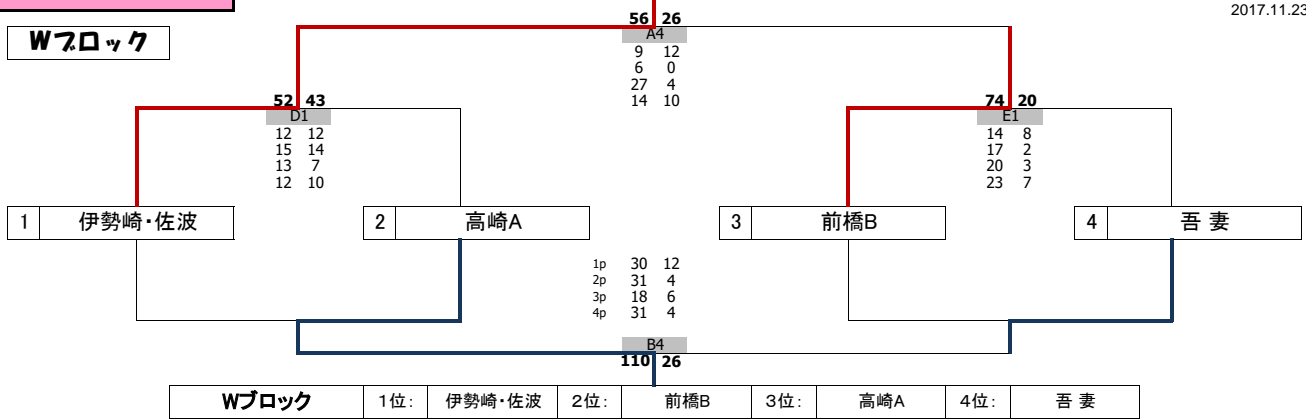 2017.11.23
Wブロック
56 26
A4
9 12
6 0
27 4
14 10
52 43
D1
12 12
15 14
13 7
12 10
74 20
E1
14 8
17 2
20 3
23 7
1 伊勢崎・佐波 2 高崎A 3 前橋B 4 吾 妻
1p 30 12
2p 31 4
3p 18 6
4p 31 4
B4
110 26
Wブロック 1位: 伊勢崎・佐波 2位: 前橋B 3位: 高崎A 4位: 吾 妻